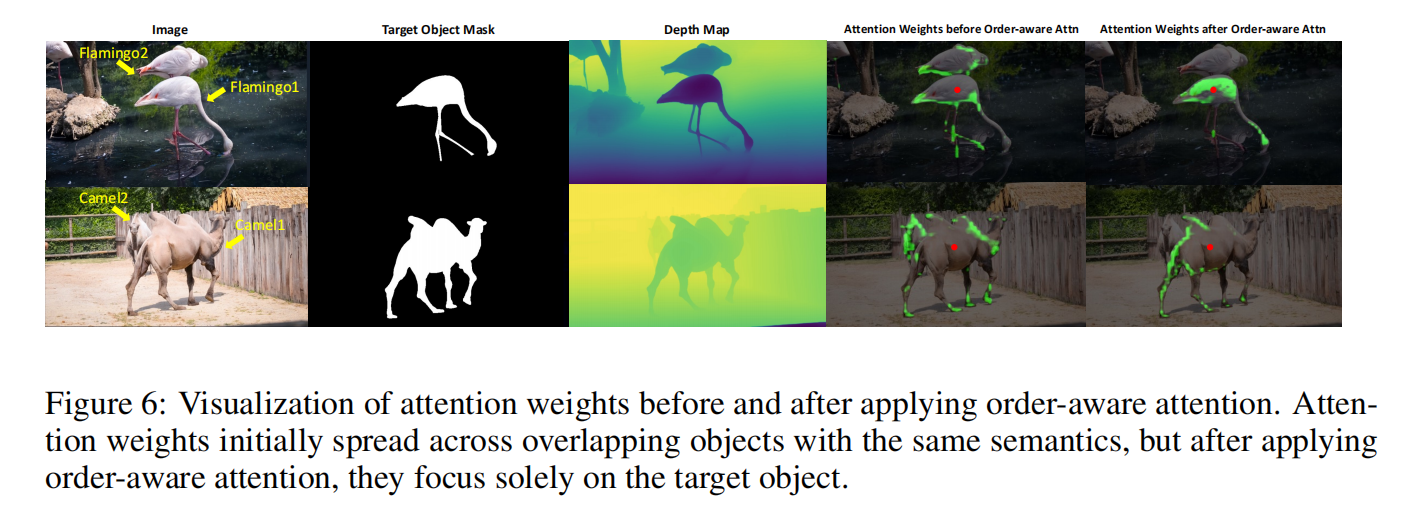 Image Target Object Mask Depth Map Attention Weights before Order-aware Attn Attention Weights after Order-aware Attn
Flamingo2
Flamingo1
Camel2
Camel1
Figure 6: Visualization of attention weights before and after applying order-aware attention. Atten-
tion weights initially spread across overlapping objects with the same semantics, but after applying
order-aware attention, they focus solely on the target object.